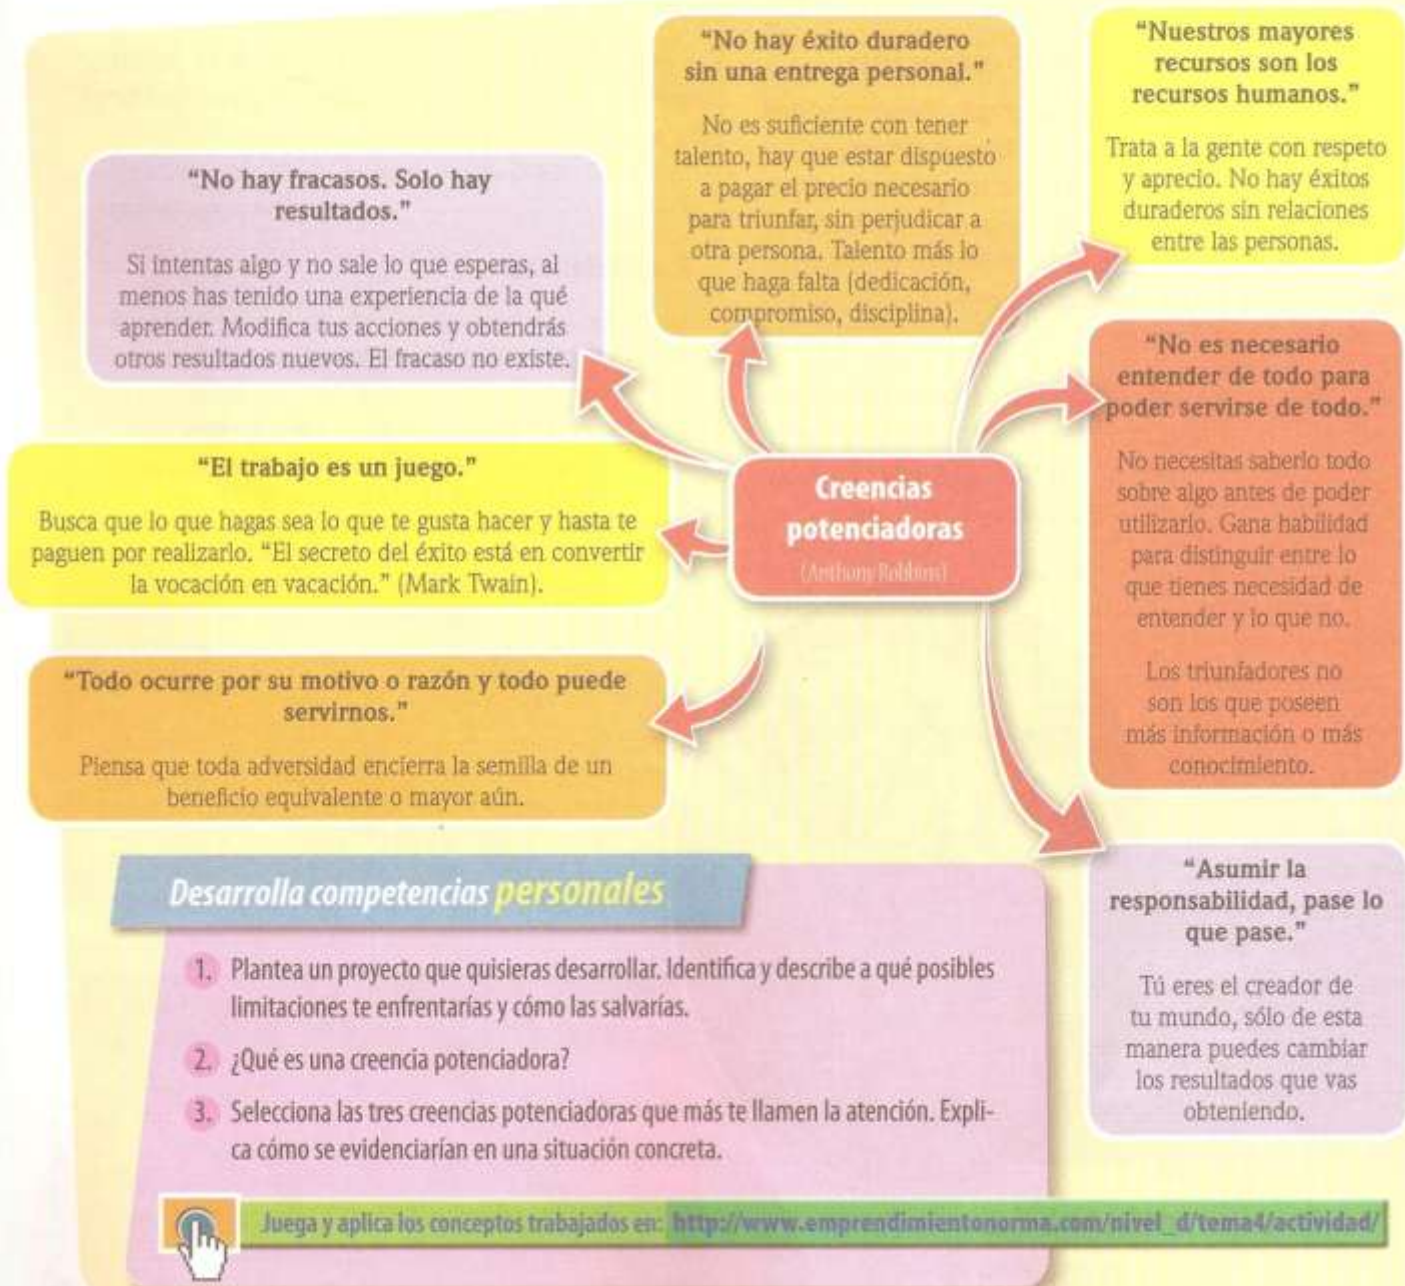 "No hay éxito duradero
sin una entrega personal."
No es suficiente con tener
talento, hay que estar dispuesto
a pagar el precio necesario
para triunfar, sin perjudicar a
otra persona. Talento más lo
que haga falta (dedicación,
compromiso, disciplina).
"Nuestros mayores
recursos son los
recursos humanos."
Trata a la gente con respeto
y aprecio. No hay éxitos
duraderos sin relaciones
entre las personas.
"No hay fracasos. Solo hay
resultados."
Si intentas algo y no sale lo que esperas, al
menos has tenido una experiencia de la qué
aprender. Modifica tus acciones y obtendrás
otros resultados nuevos. El fracaso no existe.
"No es necesario
entender de todo para
poder servirse de todo."
No necesitas saberlo todo
sobre algo antes de poder
utilizarlo. Gana habilidad
para distinguir entre lo
que tienes necesidad de
entender y lo que no.
Los triunfadores no
son los que poseen
más información o más
conocimiento.
"El trabajo es un juego."
Busca que lo que hagas sea lo que te gusta hacer y hasta te
paguen por realizarlo. "El secreto del éxito está en convertir
la vocación en vacación." (Mark Twain).
Creencias
potenciadoras
(Anthony Robbins)
"Todo ocurre por su motivo o razón y todo puede
servirnos."
Piensa que toda adversidad encierra la semilla de un
beneficio equivalente o mayor aún.
"Asumir la
responsabilidad, pase lo
que pase."
Tú eres el creador de
tu mundo, sólo de esta
manera puedes cambiar
los resultados que vas
obteniendo.
Desarrolla competencias personales
1. Plantea un proyecto que quisieras desarrollar. Identifica y describe a qué posibles
limitaciones te enfrentarías y cómo las salvarías.
2. ¿Qué es una creencia potenciadora?
3. Selecciona las tres creencias potenciadoras que más te llamen la atención. Expli-
ca cómo se evidenciarían en una situación concreta.
Juega y aplica los conceptos trabajados en: http://www.emprendimientonorma.com/nivel_d/tema4/actividad/